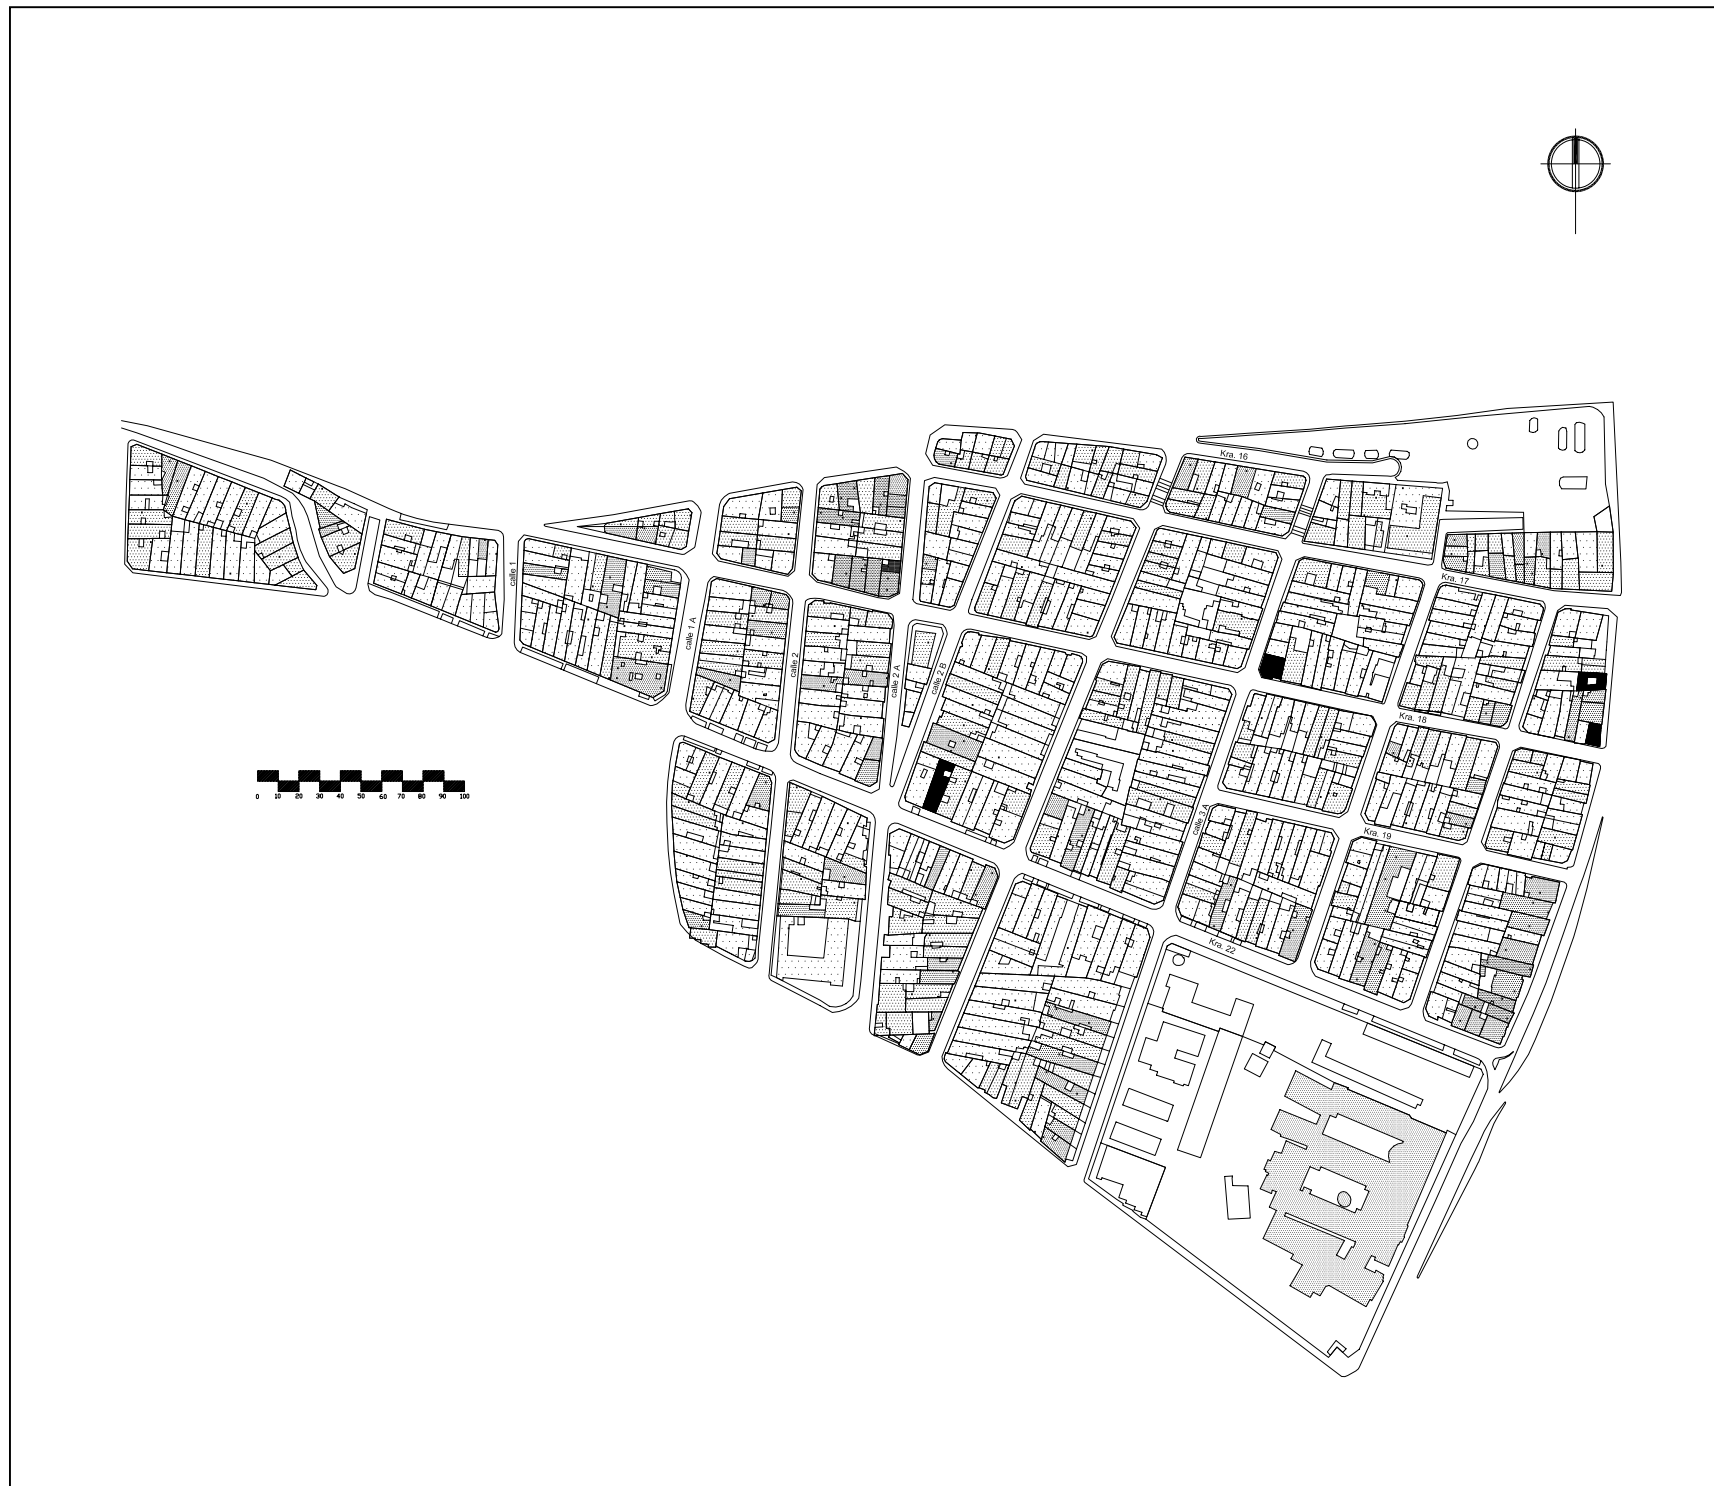 Kra. 16
calle 1
Kra. 17
calle 1 A
calle 2
calle 2 A
calle 2 B
Kra. 18
0 10 20 30 40 50 60 70 80 90 100
calle 3 A
Kra. 19
Kra. 22